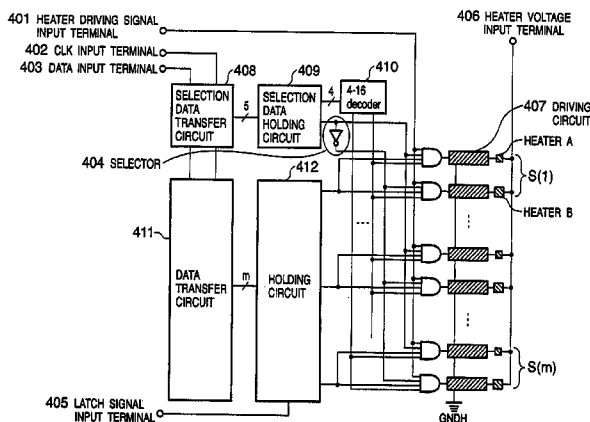 401 HEATER DRIVING SIGNAL
INPUT TERMINAL
402 CLK INPUT TERMINAL
403 DATA INPUT TERMINAL
406 HEATER VOLTAGE
INPUT TERMINAL
408
409
410
SELECTION
DATA
TRANSFER
CIRCUIT
5
SELECTION
DATA
HOLDING
CIRCUIT
4
4-16
decoder
407 DRIVING
CIRCUIT
HEATER A
S(1)
HEATER B
404 SELECTOR
412
411
DATA
TRANSFER
CIRCUIT
m
HOLDING
CIRCUIT
S(m)
405 LATCH SIGNAL
INPUT TERMINAL
GNDH